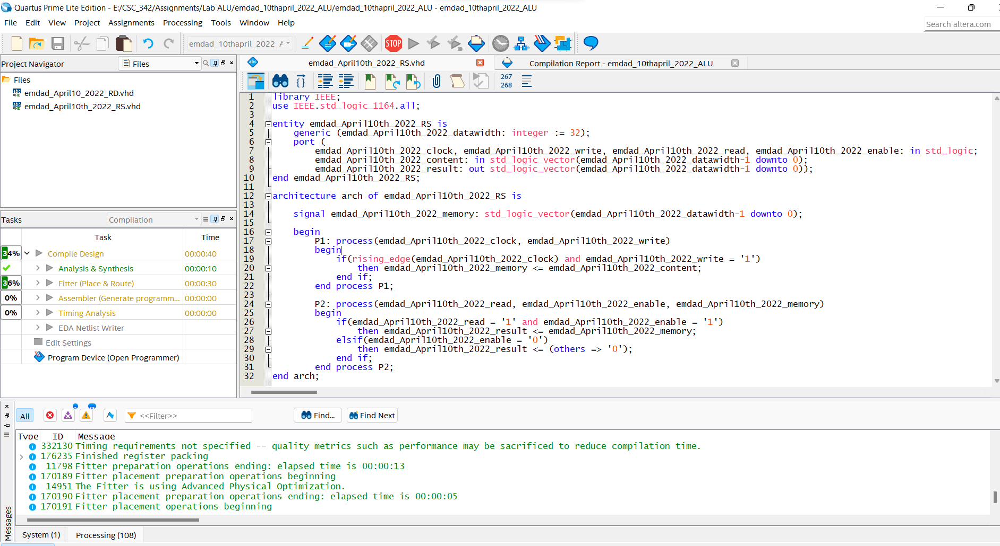 Quartus Prime Lite Edition - E:/CSC_342/Assignments/Lab ALU/emdad_10thapril_2022_ALU/emdad_10thapril_2022_ALU - emdad_10thapril_2022_ALU
File Edit View Project Assignments Processing Tools Window Help
Search altera.com
emdad_10thapril_2022_A
STOP
Project Navigator
Files
Files
emdad_April10_2022_RD.vhd
emdad_April10th_2022_RS.vhd
Tasks
Compilation
Task Time
34% Compile Design 00:00:40
Analysis & Synthesis 00:00:10
36% Fitter (Place & Route) 00:00:30
0% Assembler (Generate programm... 00:00:00
0% Timing Analysis 00:00:00
EDA Netlist Writer
Edit Settings
Program Device (Open Programmer)
abc emdad_April10th_2022_RS.vhd
Compilation Report - emdad_10thapril_2022_ALU
267
268
1 library IEEE;
2 use IEEE.std_logic_1164.all;
3
4 entity emdad_April10th_2022_RS is
5 generic (emdad_April10th_2022_datawidth: integer := 32);
6 port (
7 emdad_April10th_2022_clock, emdad_April10th_2022_write, emdad_April10th_2022_read, emdad_April10th_2022_enable: in std_logic;
8 emdad_April10th_2022_content: in std_logic_vector(emdad_April10th_2022_datawidth-1 downto 0);
9 emdad_April10th_2022_result: out std_logic_vector(emdad_April10th_2022_datawidth-1 downto 0));
10 end emdad_April10th_2022_RS;
11
12 architecture arch of emdad_April10th_2022_RS is
13
14 signal emdad_April10th_2022_memory: std_logic_vector(emdad_April10th_2022_datawidth-1 downto 0);
15
16 begin
17 P1: process(emdad_April10th_2022_clock, emdad_April10th_2022_write)
18 begin
19 if(rising_edge(emdad_April10th_2022_clock) and emdad_April10th_2022_write = '1')
20 then emdad_April10th_2022_memory <= emdad_April10th_2022_content;
21 end if;
22 end process P1;
23
24 P2: process(emdad_April10th_2022_read, emdad_April10th_2022_enable, emdad_April10th_2022_memory)
25 begin
26 if(emdad_April10th_2022_read = '1' and emdad_April10th_2022_enable = '1')
27 then emdad_April10th_2022_result <= emdad_April10th_2022_memory;
28 elsif(emdad_April10th_2022_enable = '0')
29 then emdad_April10th_2022_result <= (others => '0');
30 end if;
31 end process P2;
32 end arch;
All
<<Filter>>
Find...
Find Next
Type ID Message
332130 Timing requirements not specified -- quality metrics such as performance may be sacrificed to reduce compilation time.
176235 Finished register packing
11798 Fitter preparation operations ending: elapsed time is 00:00:13
170189 Fitter placement preparation operations beginning
14951 The Fitter is using Advanced Physical Optimization.
170190 Fitter placement preparation operations ending: elapsed time is 00:00:05
170191 Fitter placement operations beginning
Messages
System (1)
Processing (108)